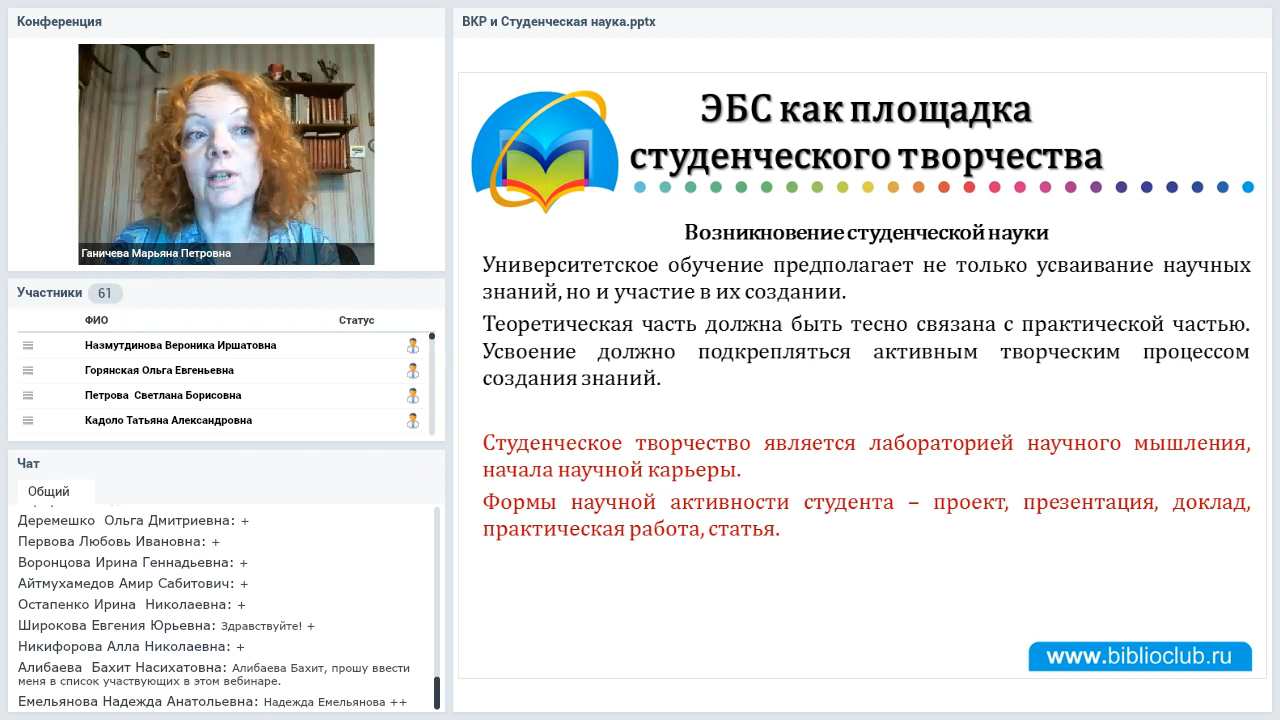 Конференция
Ганичева Марьяна Петровна
Участники 61
ФИО Статус
Назмутдинова Вероника Иршатовна
Горянская Ольга Евгеньевна
Петрова Светлана Борисовна
Кадоло Татьяна Александровна
Чат
Общий
Деремешко Ольга Дмитриевна: +
Первова Любовь Ивановна: +
Воронцова Ирина Геннадьевна: +
Айтмухамедов Амир Сабитович: +
Остапенко Ирина Николаевна: +
Широкова Евгения Юрьевна: Здравствуйте! +
Никифорова Алла Николаевна: +
Алибаева Бахит Насихатовна: Алибаева Бахит, прошу ввести
меня в список участвующих в этом вебинаре.
Емельянова Надежда Анатольевна: Надежда Емельянова ++
ВКР и Студенческая наука.pptx
ЭБС как площадка
студенческого творчества
Возникновение студенческой науки
Университетское обучение предполагает не только усваивание научных
знаний, но и участие в их создании.
Теоретическая часть должна быть тесно связана с практической частью.
Усвоение должно подкрепляться активным творческим процессом
создания знаний.
Студенческое творчество является лабораторией научного мышления,
начала научной карьеры.
Формы научной активности студента – проект, презентация, доклад,
практическая работа, статья.
www.biblioclub.ru